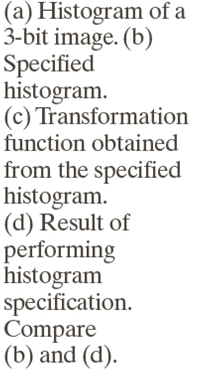 (a) Histogram of a
3-bit image. (b)
Specified
histogram.
(c) Transformation
function obtained
from the specified
histogram.
(d) Result of
performing
histogram
specification.
Compare
(b) and (d).